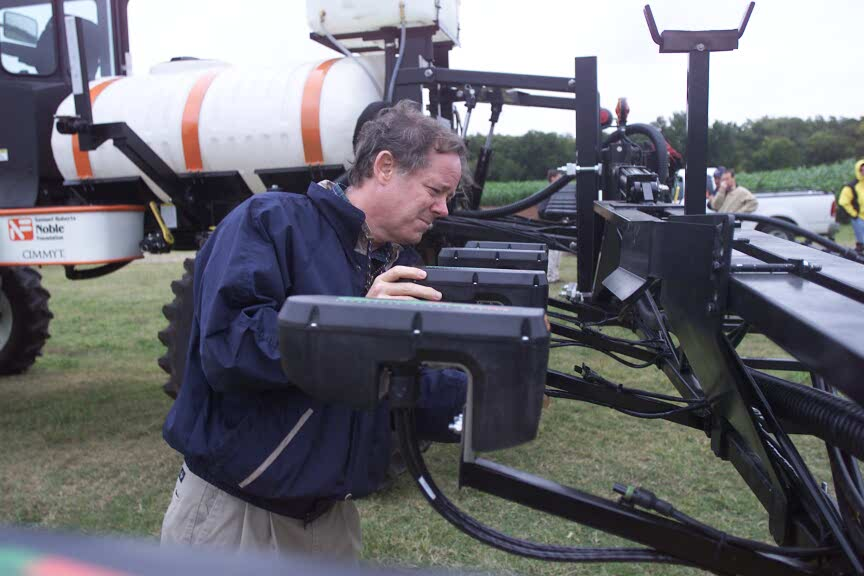 Samuel Roberts
Noble
Foundation
CIMMYT.